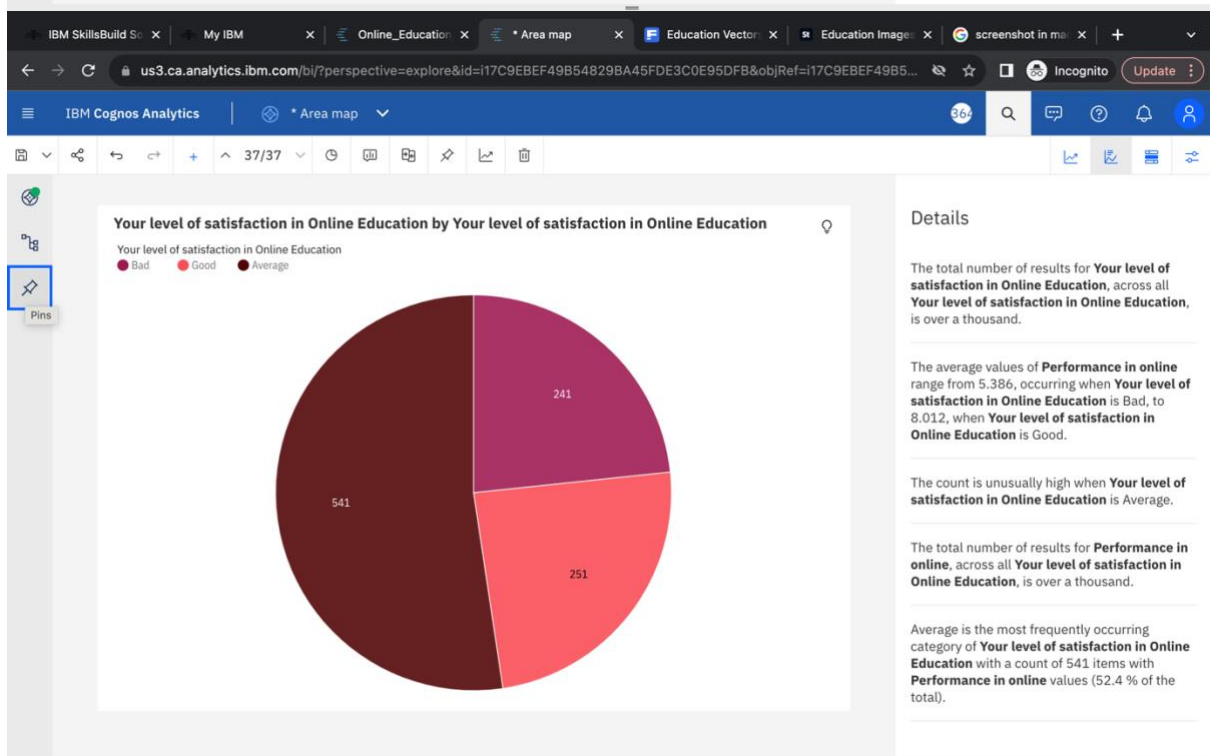 IBM SkillsBuild So
My IBM
Online_Education
* Area map
Education Vector
Education Image
screenshot in ma
us3.ca.analytics.ibm.com/bi/?perspective=explore&id=i17C9EBEF49B54829BA45FDE3C0E95DFB&objRef=i17C9EBEF49B5...
Incognito
Update
IBM Cognos Analytics
* Area map
364
37/37
Pins
Your level of satisfaction in Online Education by Your level of satisfaction in Online Education
Your level of satisfaction in Online Education
Bad Good Average
241
541
251
Details
The total number of results for Your level of
satisfaction in Online Education, across all
Your level of satisfaction in Online Education,
is over a thousand.
The average values of Performance in online
range from 5.386, occurring when Your level of
satisfaction in Online Education is Bad, to
8.012, when Your level of satisfaction in
Online Education is Good.
The count is unusually high when Your level of
satisfaction in Online Education is Average.
The total number of results for Performance in
online, across all Your level of satisfaction in
Online Education, is over a thousand.
Average is the most frequently occurring
category of Your level of satisfaction in Online
Education with a count of 541 items with
Performance in online values (52.4 % of the
total).